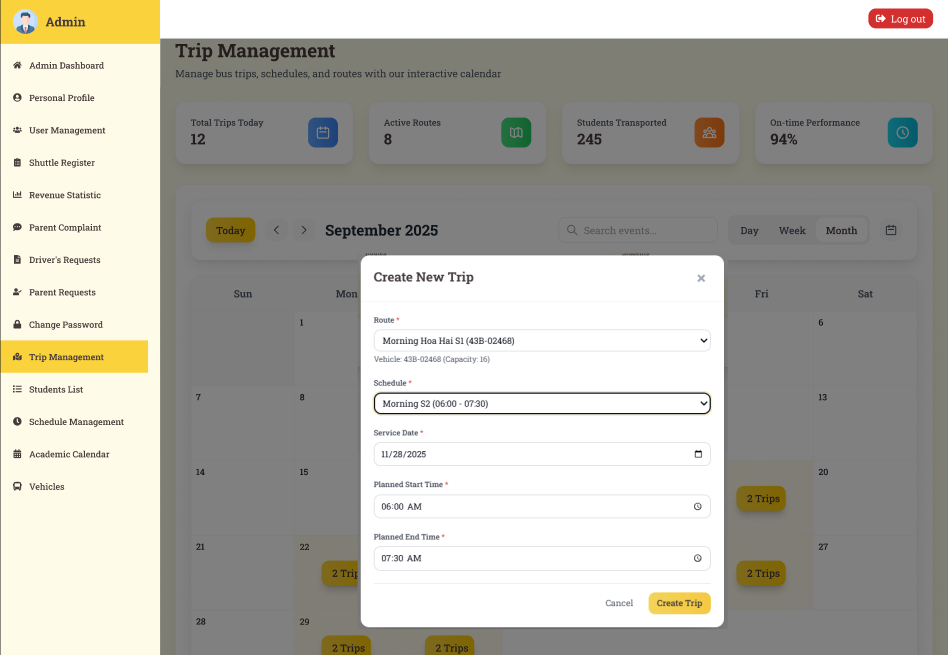 Admin
Log out
Admin Dashboard
Personal Profile
User Management
Shuttle Register
Revenue Statistic
Parent Complaint
Driver's Requests
Parent Requests
Change Password
Trip Management
Students List
Schedule Management
Academic Calendar
Vehicles
Trip Management
Manage bus trips, schedules, and routes with our interactive calendar
Total Trips Today
12
Active Routes
8
Students Transported
245
On-time Performance
94%
Today
September 2025
Search events...
Day Week Month
Sun Mon Fri Sat
1 6
7 8 13
14 15 20
2 Trips
21 22 27
2 Trip 2 Trips
28 29
2 Trips 2 Trips
Create New Trip
Route *
Morning Hoa Hai S1 (43B-02468)
Vehicle: 43B-02468 (Capacity: 16)
Schedule *
Morning S2 (06:00 - 07:30)
Service Date *
11/28/2025
Planned Start Time *
06:00 AM
Planned End Time *
07:30 AM
Cancel Create Trip